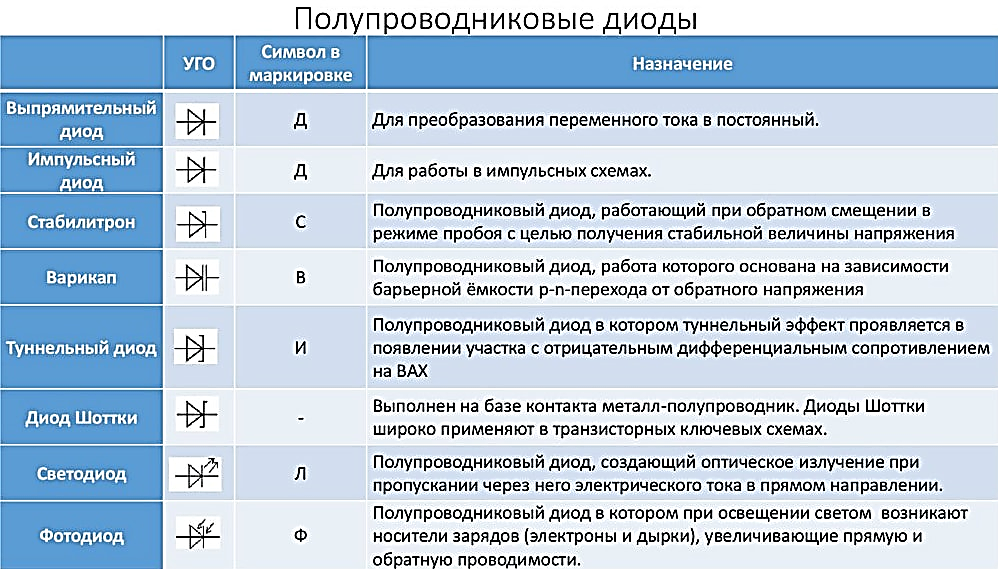 Полупроводниковые диоды
УГО
Символ в
маркировке
Назначение
Выпрямительный
диод
Д
Для преобразования переменного тока в постоянный.
Импульсный
диод
Д
Для работы в импульсных схемах.
Стабилитрон
С
Полупроводниковый диод, работающий при обратном смещении в
режиме пробоя с целью получения стабильной величины напряжения
Варикап
В
Полупроводниковый диод, работа которого основана на зависимости
барьерной ёмкости p-n-перехода от обратного напряжения
Туннельный диод
И
Полупроводниковый диод в котором туннельный эффект проявляется в
появлении участка с отрицательным дифференциальным сопротивлением
на ВАХ
Диод Шоттки
-
Выполнен на базе контакта металл-полупроводник. Диоды Шоттки
широко применяют в транзисторных ключевых схемах.
Светодиод
Л
Полупроводниковый диод, создающий оптическое излучение при
пропускании через него электрического тока в прямом направлении.
Фотодиод
Ф
Полупроводниковый диод в котором при освещении светом возникают
носители зарядов (электроны и дырки), увеличивающие прямую и
обратную проводимости.